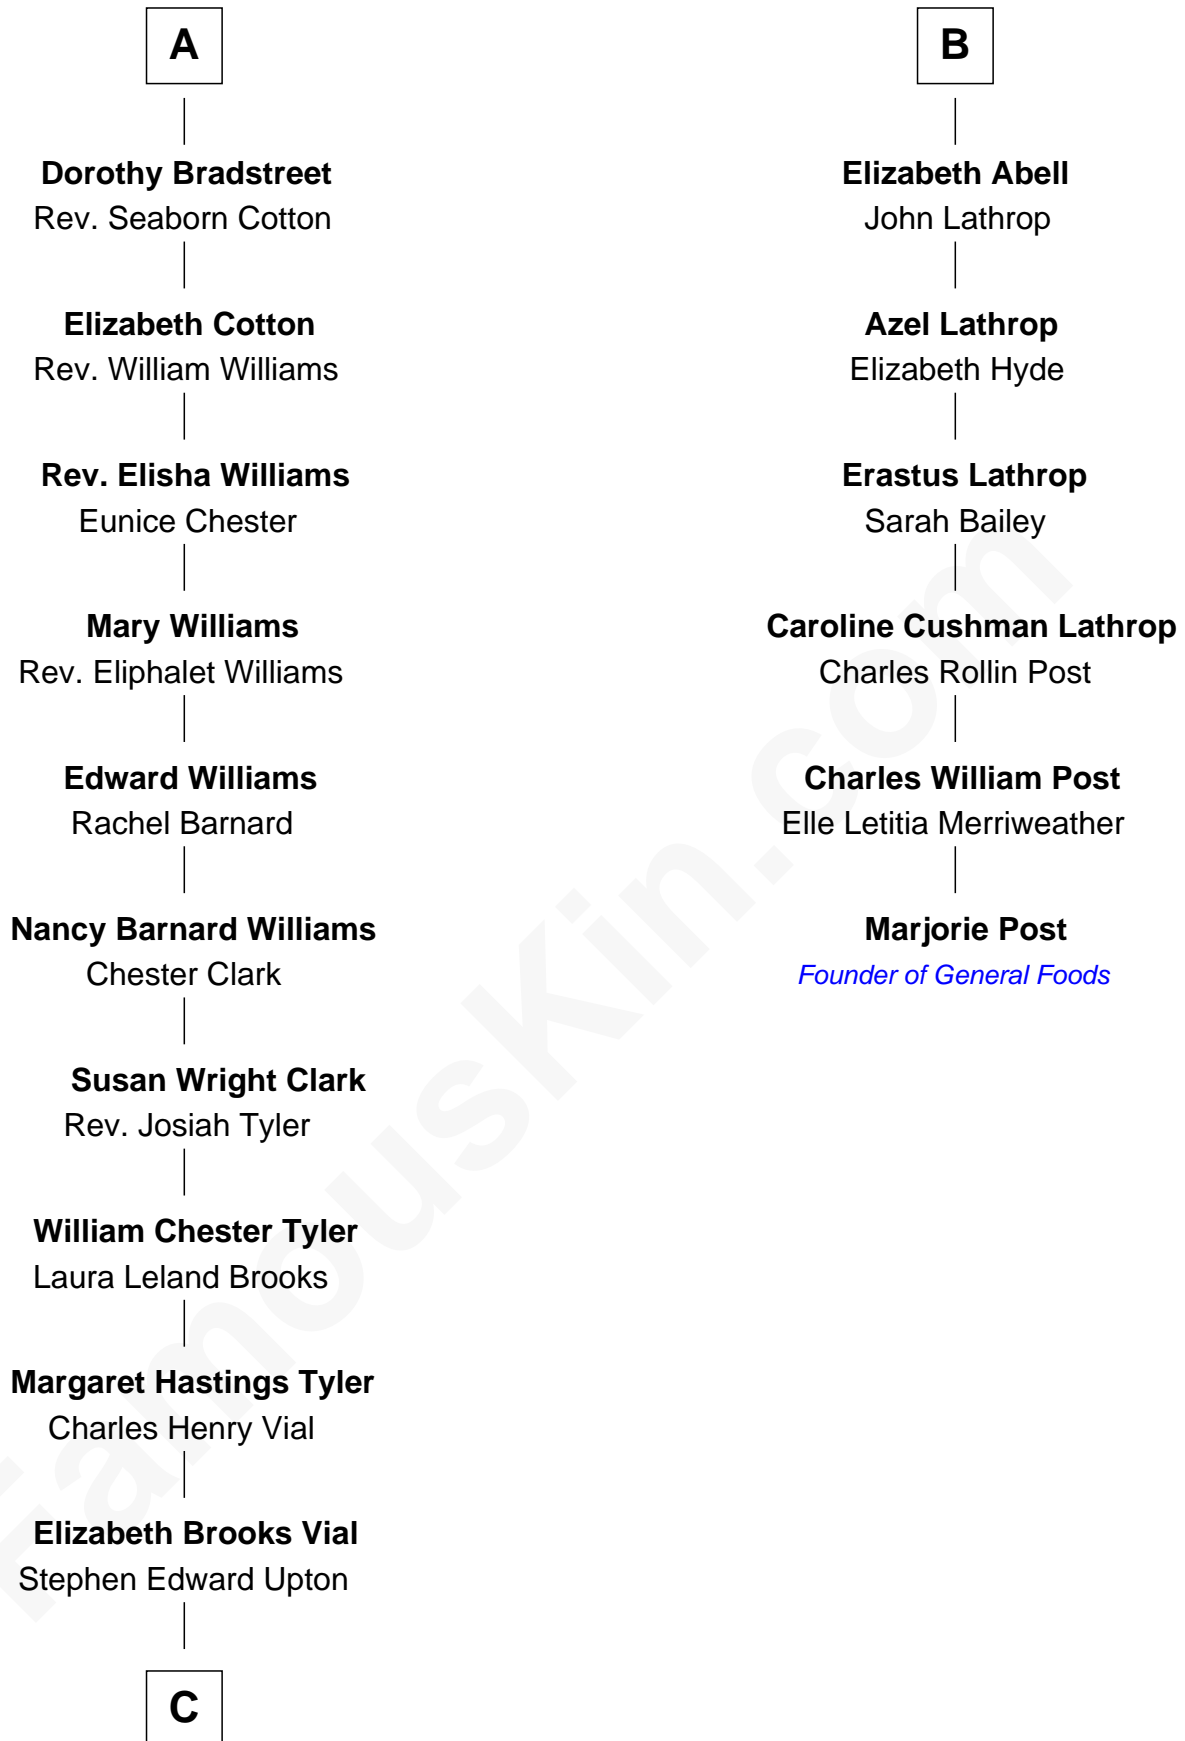 A
Dorothy Bradstreet
Rev. Seaborn Cotton
Elizabeth Cotton
Rev. William Williams
Rev. Elisha Williams
Eunice Chester
Mary Williams
Rev. Eliphalet Williams
Edward Williams
Rachel Barnard
Nancy Barnard Williams
Chester Clark
Susan Wright Clark
Rev. Josiah Tyler
William Chester Tyler
Laura Leland Brooks
Margaret Hastings Tyler
Charles Henry Vial
Elizabeth Brooks Vial
Stephen Edward Upton
C
B
Elizabeth Abell
John Lathrop
Azel Lathrop
Elizabeth Hyde
Erastus Lathrop
Sarah Bailey
Caroline Cushman Lathrop
Charles Rollin Post
Charles William Post
Elle Letitia Merriweather
Marjorie Post
Founder of General Foods
FamousKin.com